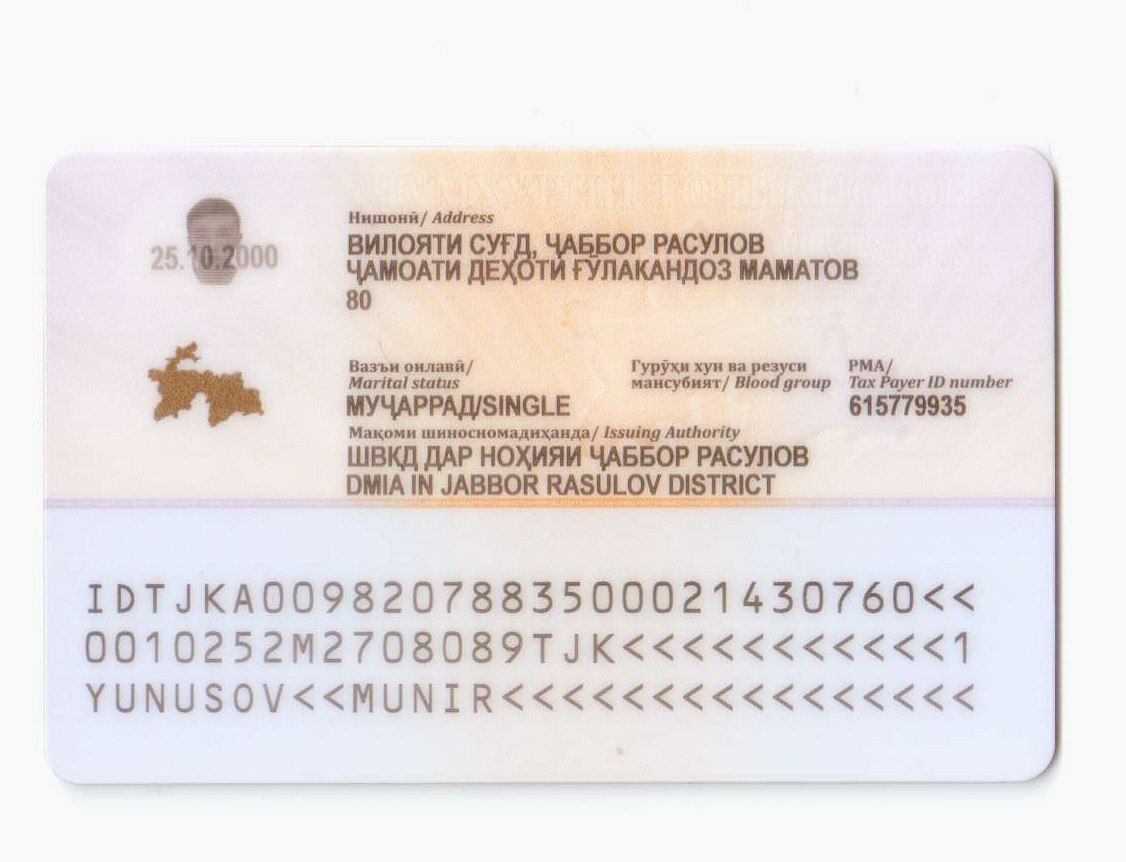 25.10.2000
Нишонӣ/ Address
ВИЛОЯТИ СУҒД, ҶАББОР РАСУЛОВ
ҶАМОАТИ ДЕҲОТИ ҒӮЛАКАНДОЗ МАМАТОВ
80
Вазъи оилавӣ/
Marital status
МУҶАРРАД/SINGLE
Гурӯҳи хун ва резуси
мансубият/ Blood group
РМА/
Tax Payer ID number
615779935
Мақоми шиносномадиҳанда/ Issuing Authority
ШВКД ДАР НОҲИЯИ ҶАББОР РАСУЛОВ
DMIA IN JABBOR RASULOV DISTRICT
IDTJKA0098207883500021430760<<
0010252M2708089TJK<<<<<<<<<<<1
YUNUSOV<<MUNIR<<<<<<<<<<<<<<<<